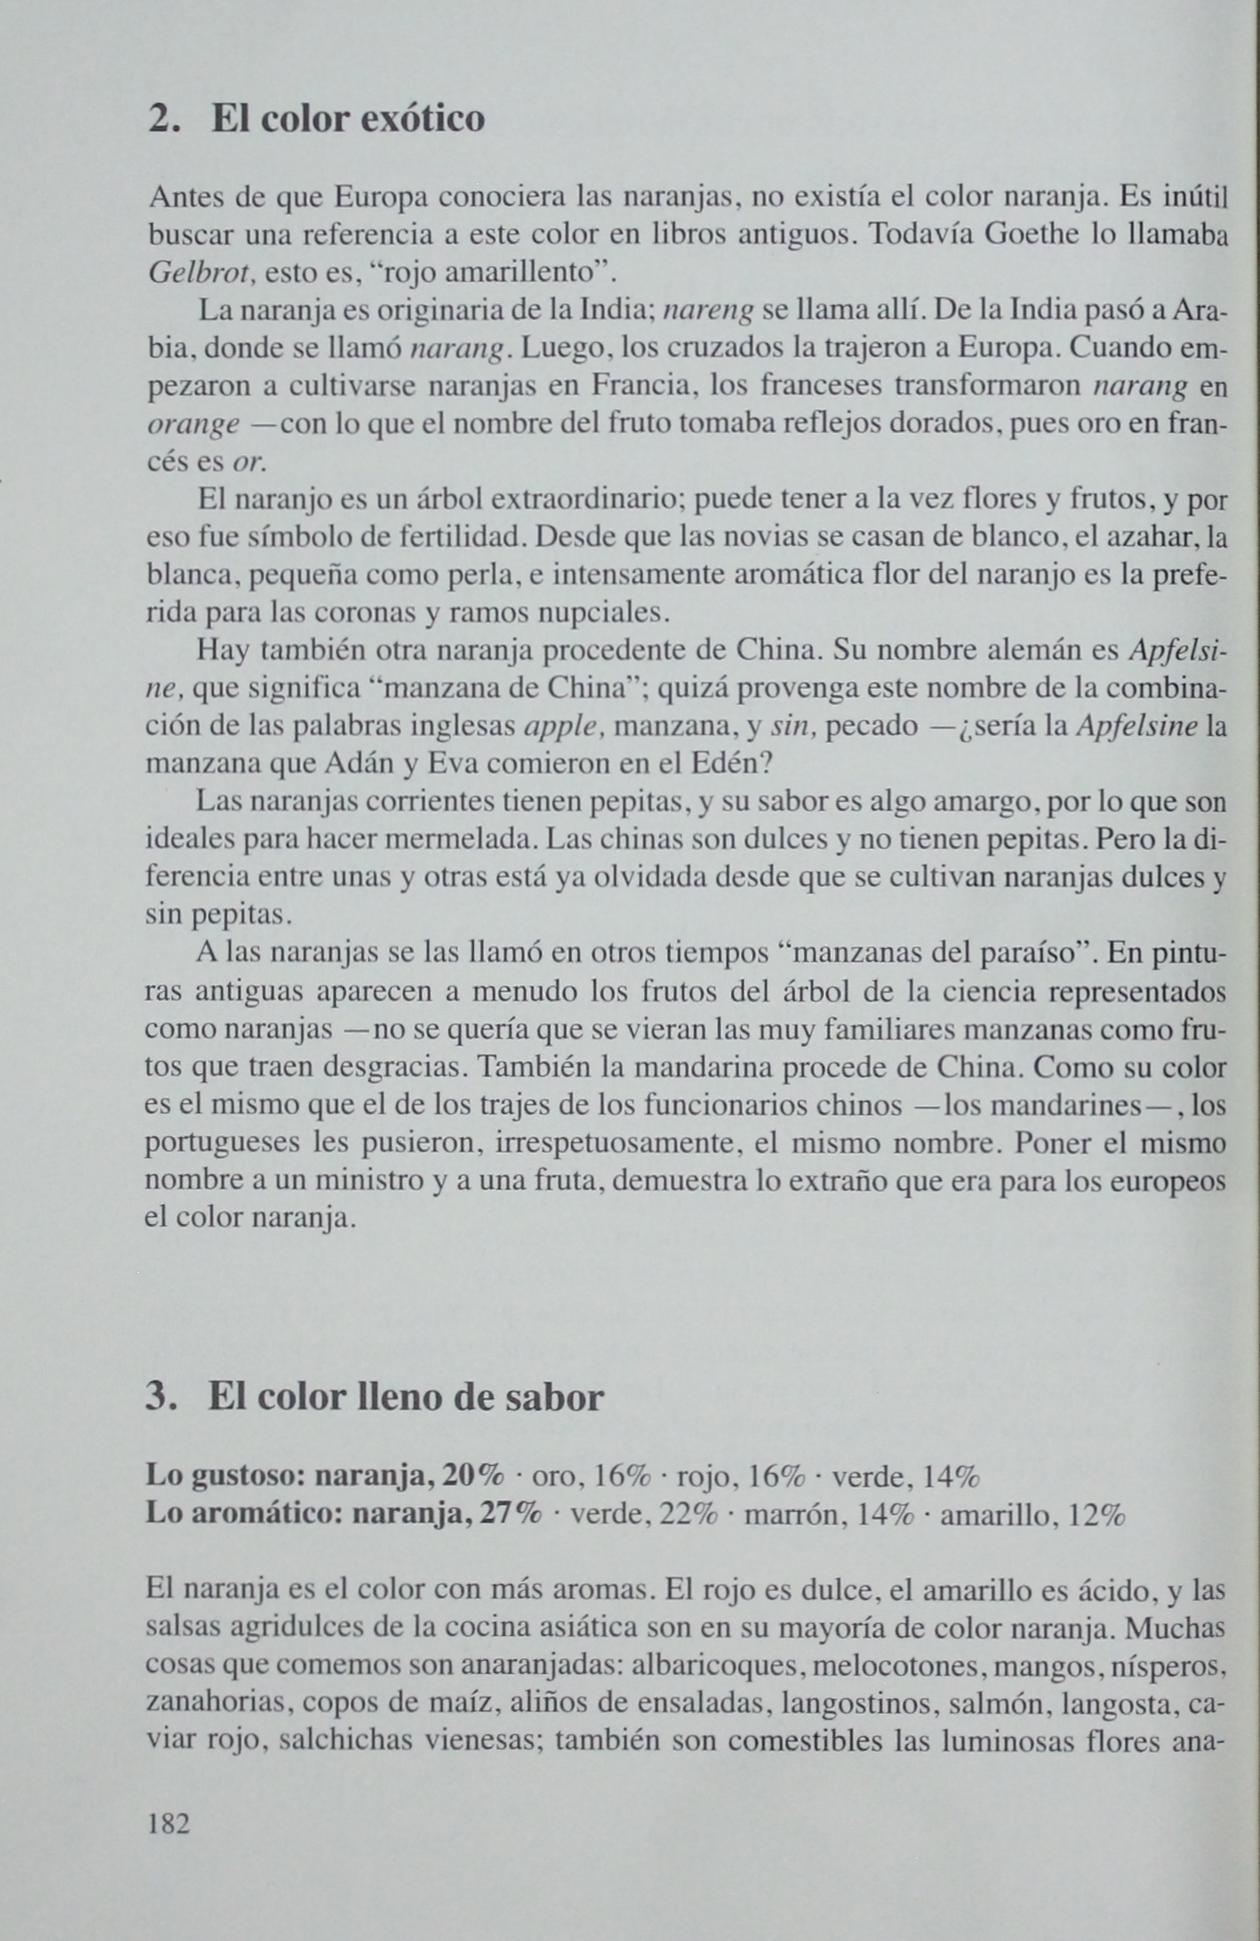 2. El color exótico
Antes de que Europa conociera las naranjas, no existía el color naranja. Es inútil
buscar una referencia a este color en libros antiguos. Todavía Goethe lo llamaba
Gelbrot, esto es, “rojo amarillento”.
La naranja es originaria de la India; nareng se llama allí. De la India pasó a Ara-
bia, donde se llamó narang. Luego, los cruzados la trajeron a Europa. Cuando em-
pezaron a cultivarse naranjas en Francia, los franceses transformaron narang en
orange —con lo que el nombre del fruto tomaba reflejos dorados, pues oro en fran-
cés es or.
El naranjo es un árbol extraordinario; puede tener a la vez flores y frutos, y por
eso fue símbolo de fertilidad. Desde que las novias se casan de blanco, el azahar, la
blanca, pequeña como perla, e intensamente aromática flor del naranjo es la prefe-
rida para las coronas y ramos nupciales.
Hay también otra naranja procedente de China. Su nombre alemán es Apfelsi-
ne, que significa “manzana de China”; quizá provenga este nombre de la combina-
ción de las palabras inglesas apple, manzana, y sin, pecado —¿sería la Apfelsine la
manzana que Adán y Eva comieron en el Edén?
Las naranjas corrientes tienen pepitas, y su sabor es algo amargo, por lo que son
ideales para hacer mermelada. Las chinas son dulces y no tienen pepitas. Pero la di-
ferencia entre unas y otras está ya olvidada desde que se cultivan naranjas dulces y
sin pepitas.
A las naranjas se las llamó en otros tiempos “manzanas del paraíso”. En pintu-
ras antiguas aparecen a menudo los frutos del árbol de la ciencia representados
como naranjas —no se quería que se vieran las muy familiares manzanas como fru-
tos que traen desgracias. También la mandarina procede de China. Como su color
es el mismo que el de los trajes de los funcionarios chinos —los mandarines—, los
portugueses les pusieron, irrespetuosamente, el mismo nombre. Poner el mismo
nombre a un ministro y a una fruta, demuestra lo extraño que era para los europeos
el color naranja.
3. El color lleno de sabor
Lo gustoso: naranja, 20% · oro, 16% · rojo, 16% · verde, 14%
Lo aromático: naranja, 27% · verde, 22% · marrón, 14% · amarillo, 12%
El naranja es el color con más aromas. El rojo es dulce, el amarillo es ácido, y las
salsas agridulces de la cocina asiática son en su mayoría de color naranja. Muchas
cosas que comemos son anaranjadas: albaricoques, melocotones, mangos, nísperos,
zanahorias, copos de maíz, aliños de ensaladas, langostinos, salmón, langosta, ca-
viar rojo, salchichas vienesas; también son comestibles las luminosas flores ana-
182